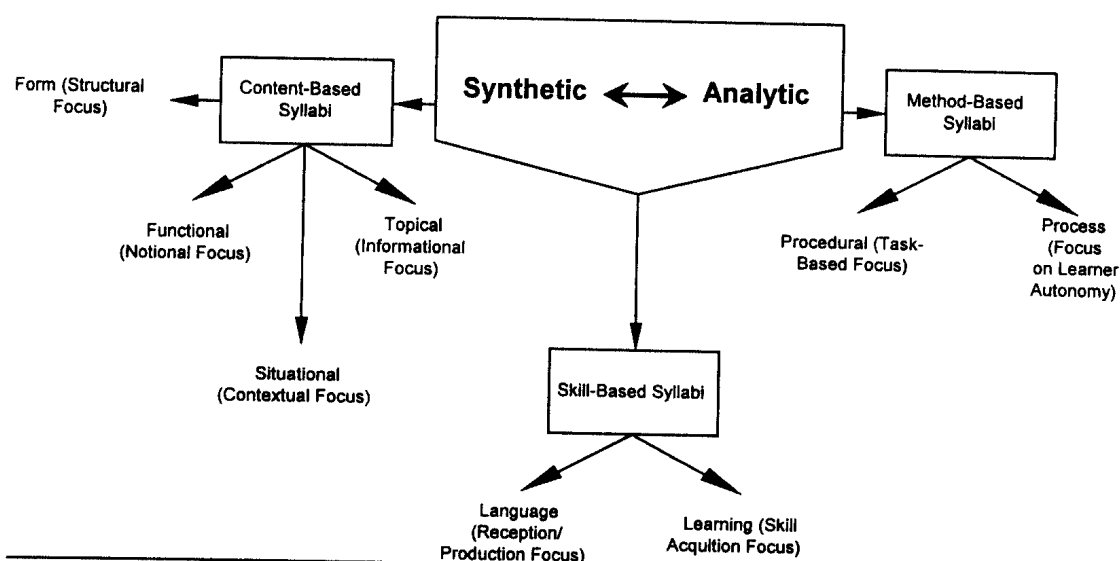 Synthetic Analytic
Form (Structural
Focus)
Content-Based
Syllabi
Method-Based
Syllabi
Functional
(Notional Focus)
Topical
(Informational
Focus)
Situational
(Contextual Focus)
Procedural (Task-
Based Focus)
Process
(Focus
on Learner
Autonomy)
Skill-Based Syllabi
Language
(Reception/
Production Focus)
Learning (Skill
Acquition Focus)